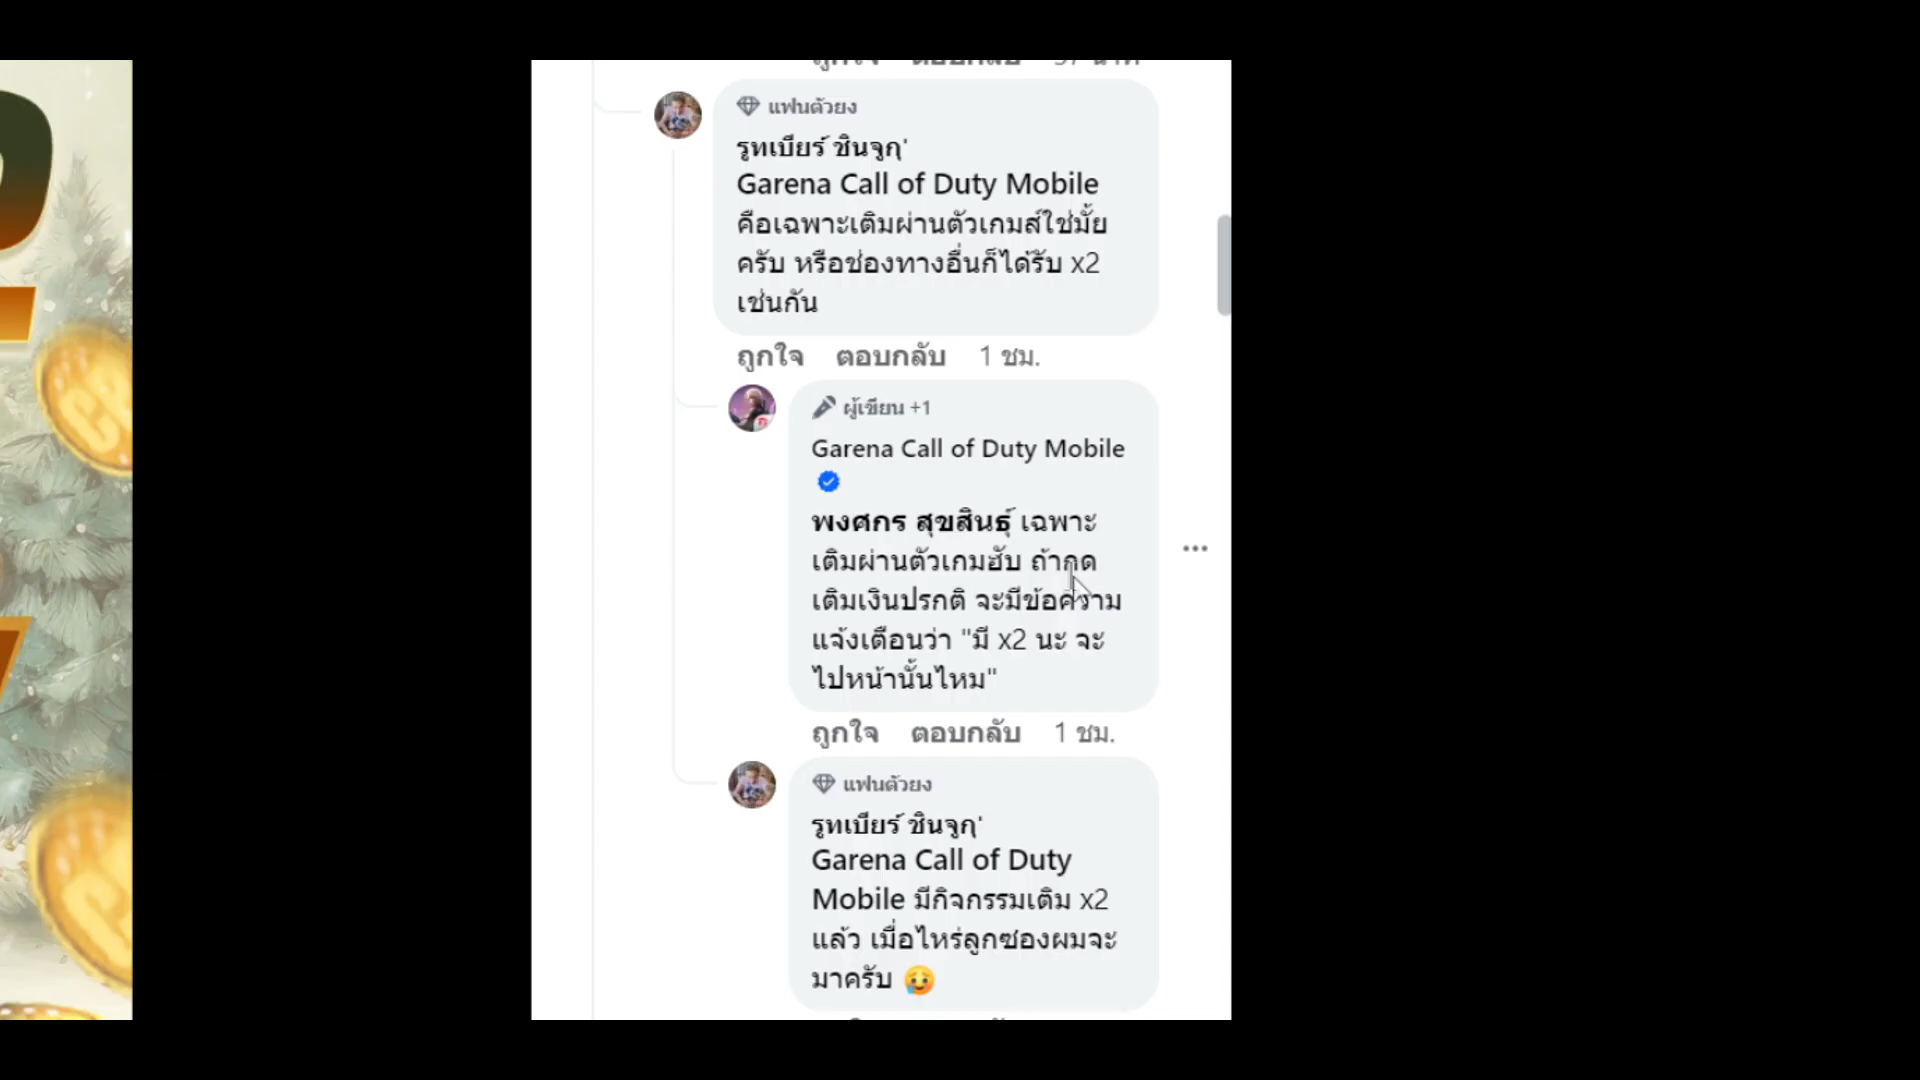 แฟนตัวยง
รูทเบียร์ ชินจูกุ'
Garena Call of Duty Mobile
คือเฉพาะเติมผ่านตัวเกมส์ใช่มั้ย
ครับ หรือช่องทางอื่นก็ได้รับ x2
เช่นกัน
ถูกใจ ตอบกลับ 1 ชม.
ผู้เขียน +1
Garena Call of Duty Mobile
พงศกร สุขสินธุ์ เฉพาะ
เติมผ่านตัวเกมฮับ ถ้ากด
เติมเงินปรกติ จะมีข้อความ
แจ้งเตือนว่า "มี x2 นะ จะ
ไปหน้านั้นไหม"
ถูกใจ ตอบกลับ 1 ชม.
แฟนตัวยง
รูทเบียร์ ชินจูกุ'
Garena Call of Duty
Mobile มีกิจกรรมเติม x2
แล้ว เมื่อไหร่ลูกซองผมจะ
มาครับ 🥲